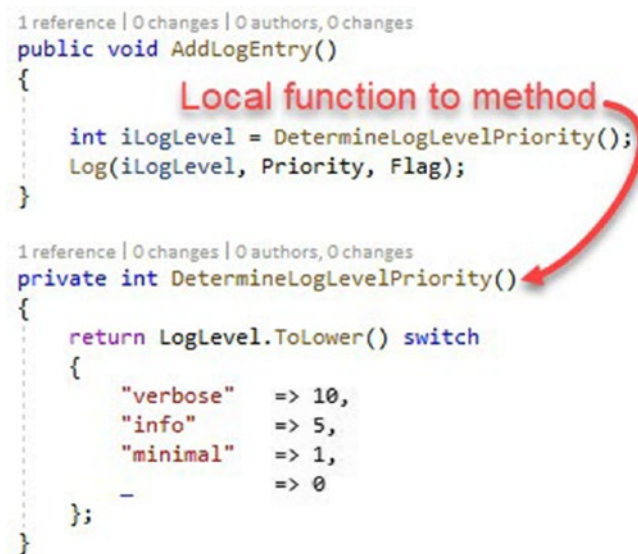 1 reference | 0 changes | 0 authors, 0 changes
public void AddLogEntry()
{
Local function to method
int iLogLevel = DetermineLogLevelPriority();
Log(iLogLevel, Priority, Flag);
}
1 reference | 0 changes | 0 authors, 0 changes
private int DetermineLogLevelPriority()
{
return LogLevel.ToLower() switch
{
"verbose" => 10,
"info" => 5,
"minimal" => 1,
_ => 0
};
}